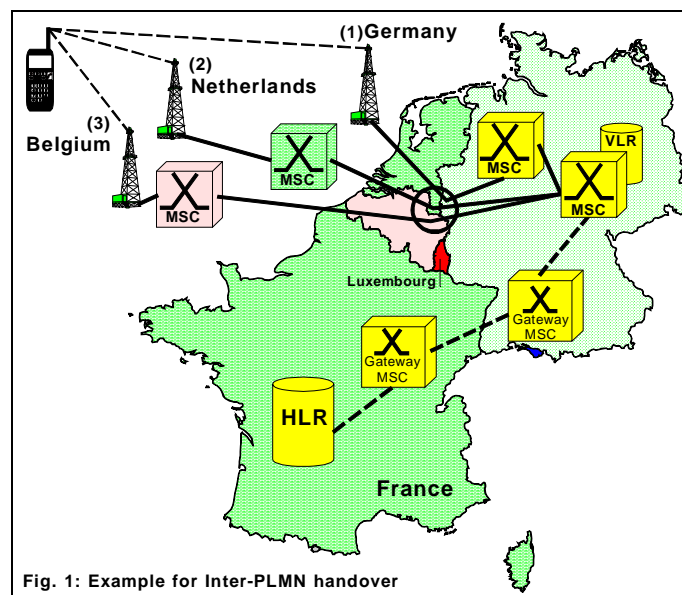 (1)Germany
(2)
Netherlands
(3)
Belgium
MSC
MSC
MSC
VLR
MSC
Luxembourg
Gateway
MSC
Gateway
MSC
HLR
France
Fig. 1: Example for Inter-PLMN handover